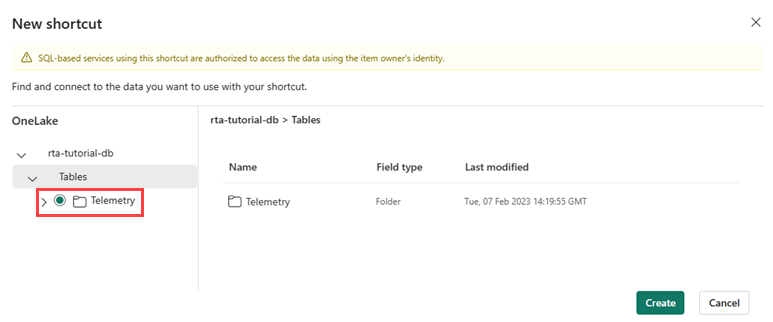 New shortcut
SQL-based services using this shortcut are authorized to access the data using the item owner's identity.
Find and connect to the data you want to use with your shortcut.
OneLake
rta-tutorial-db
Tables
Telemetry
rta-tutorial-db > Tables
Name Field type Last modified
Telemetry Folder Tue, 07 Feb 2023 14:19:55 GMT
Create Cancel